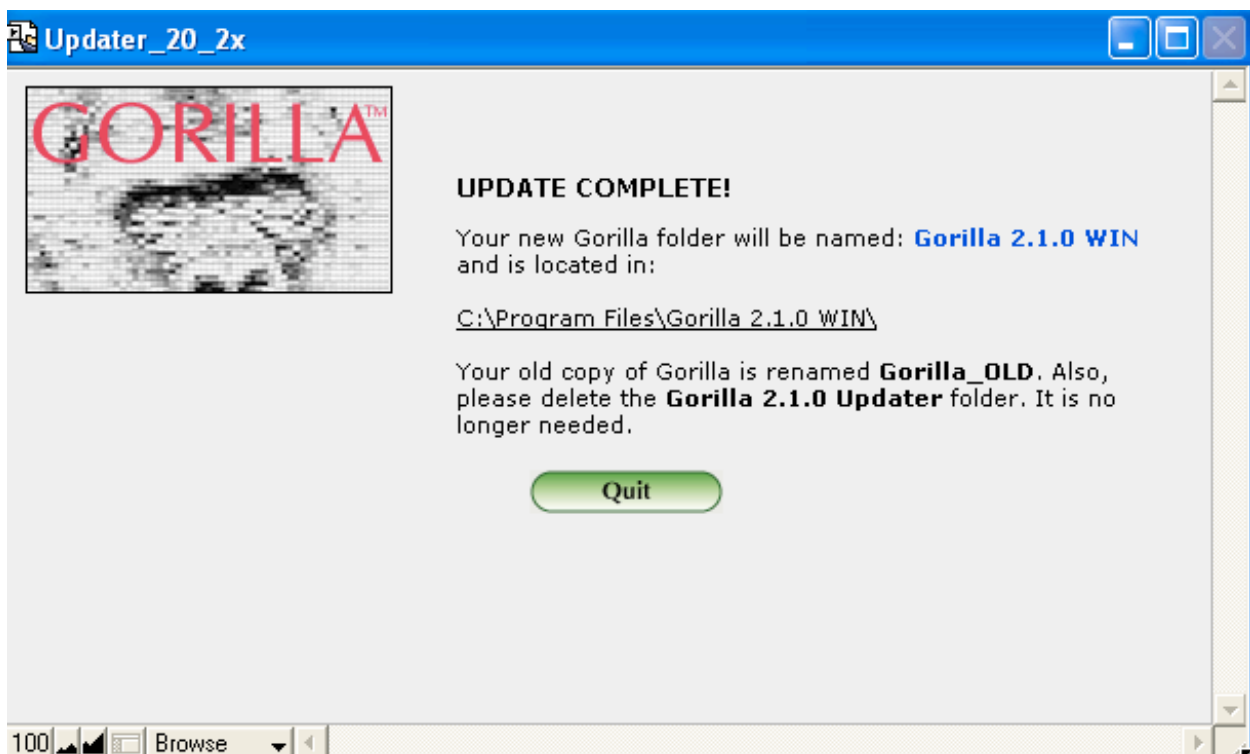 Updater_20_2x
GORILLA™
UPDATE COMPLETE!
Your new Gorilla folder will be named: Gorilla 2.1.0 WIN
and is located in:
C:\Program Files\Gorilla 2.1.0 WIN\
Your old copy of Gorilla is renamed Gorilla_OLD. Also,
please delete the Gorilla 2.1.0 Updater folder. It is no
longer needed.
Quit
100 Browse